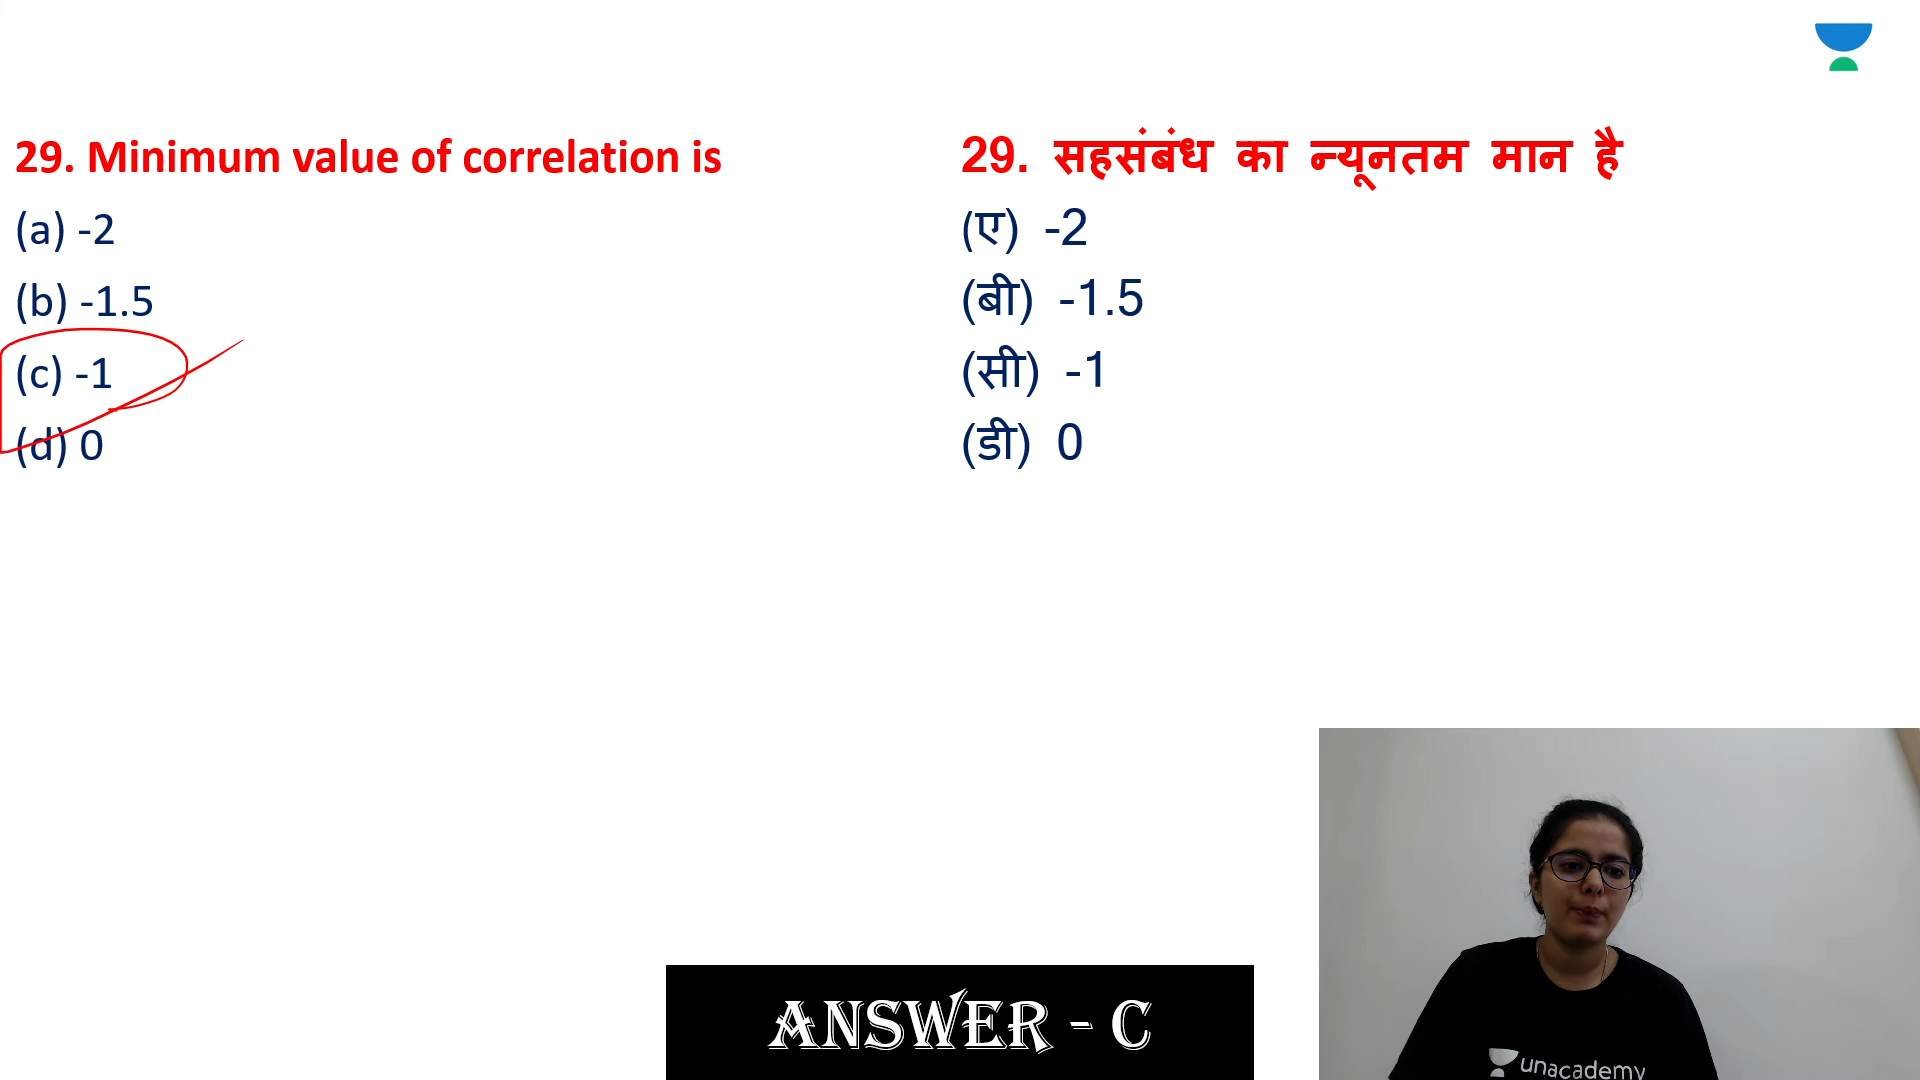 29. Minimum value of correlation is
(a) -2
(b) -1.5
(c) -1
(d) 0
29. सहसंबंध का न्यूनतम मान है
(ए) -2
(बी) -1.5
(सी) -1
(डी) 0
ANSWER - C
unacademy